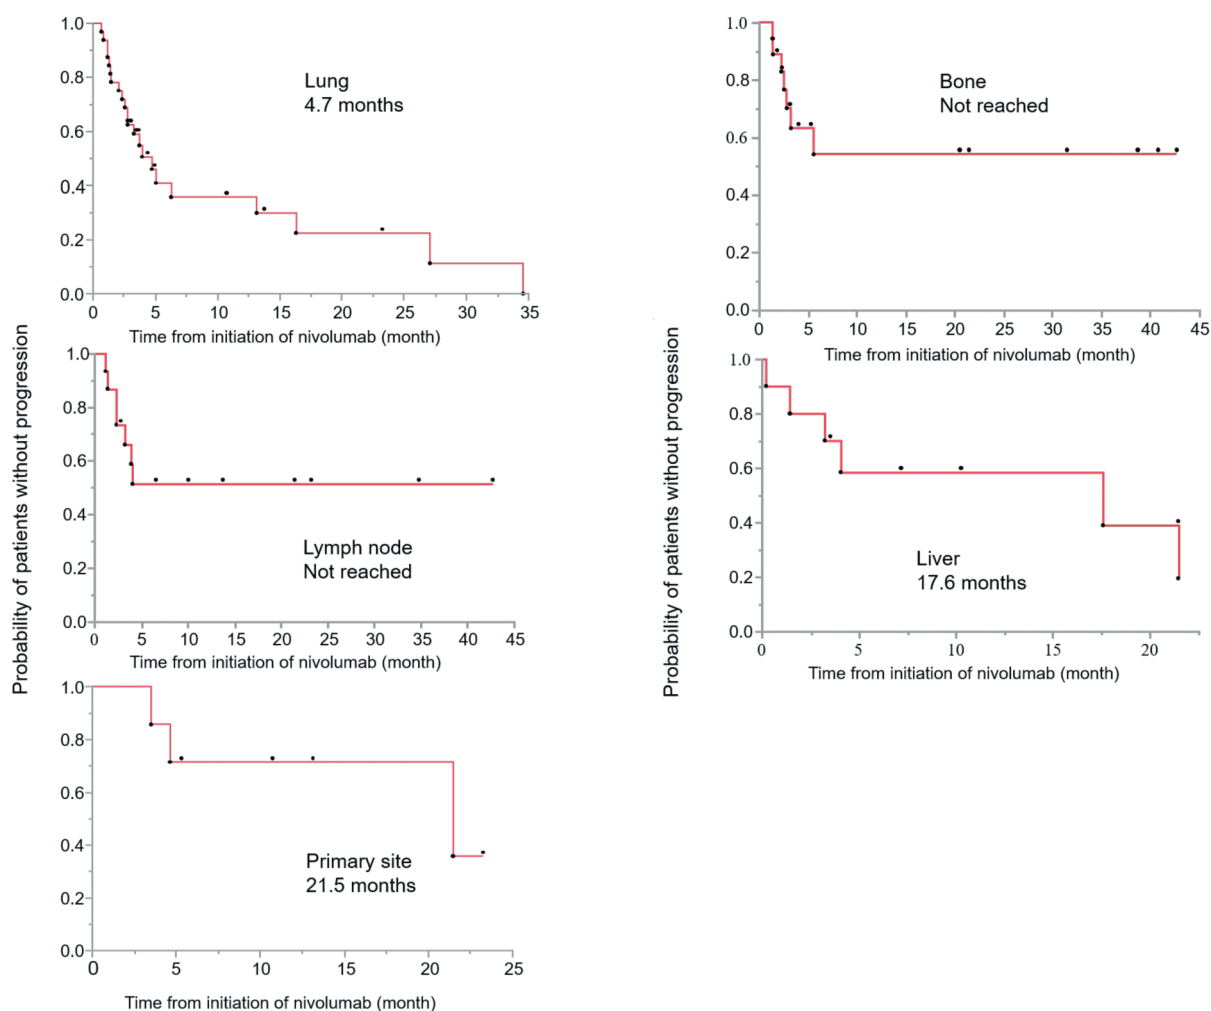 Probability of patients without progression
1.0
0.8
0.6
0.4
0.2
0.0
Lung
4.7 months
0 5 10 15 20 25 30 35
Time from initiation of nivolumab (month)
1.0
0.8
0.6
0.4
0.2
0.0
Lymph node
Not reached
0 5 10 15 20 25 30 35 40 45
Time from initiation of nivolumab (month)
1.0
0.8
0.6
0.4
0.2
0.0
Primary site
21.5 months
0 5 10 15 20 25
Time from initiation of nivolumab (month)
Probability of patients without progression
1.0
0.8
0.6
0.4
0.2
0.0
Bone
Not reached
0 5 10 15 20 25 30 35 40 45
Time from initiation of nivolumab (month)
1.0
0.8
0.6
0.4
0.2
0.0
Liver
17.6 months
0 5 10 15 20
Time from initiation of nivolumab (month)